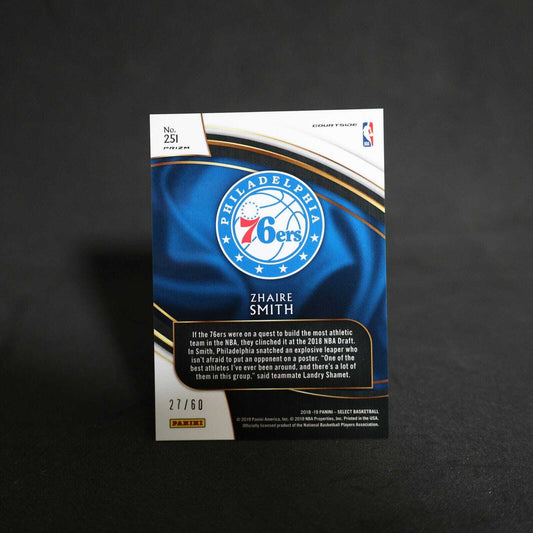 No.
251
PRIZM
COURTSIDE
NBA
PHILADELPHIA
76ers
ZHAIRE
SMITH
If the 76ers were on a quest to build the most athletic
team in the NBA, they clinched it at the 2018 NBA Draft.
In Smith, Philadelphia snatched an explosive leaper who
isn't afraid to put an opponent on a poster. "One of the
best athletes I've ever been around, and there's a lot of
them in this group," said teammate Landry Shamet.
27/60
PANINI
2018-19 PANINI - SELECT BASKETBALL
© 2019 Panini America, Inc. © 2019 NBA Properties, Inc. Printed in the USA.
Officially licensed product of the National Basketball Players Association.